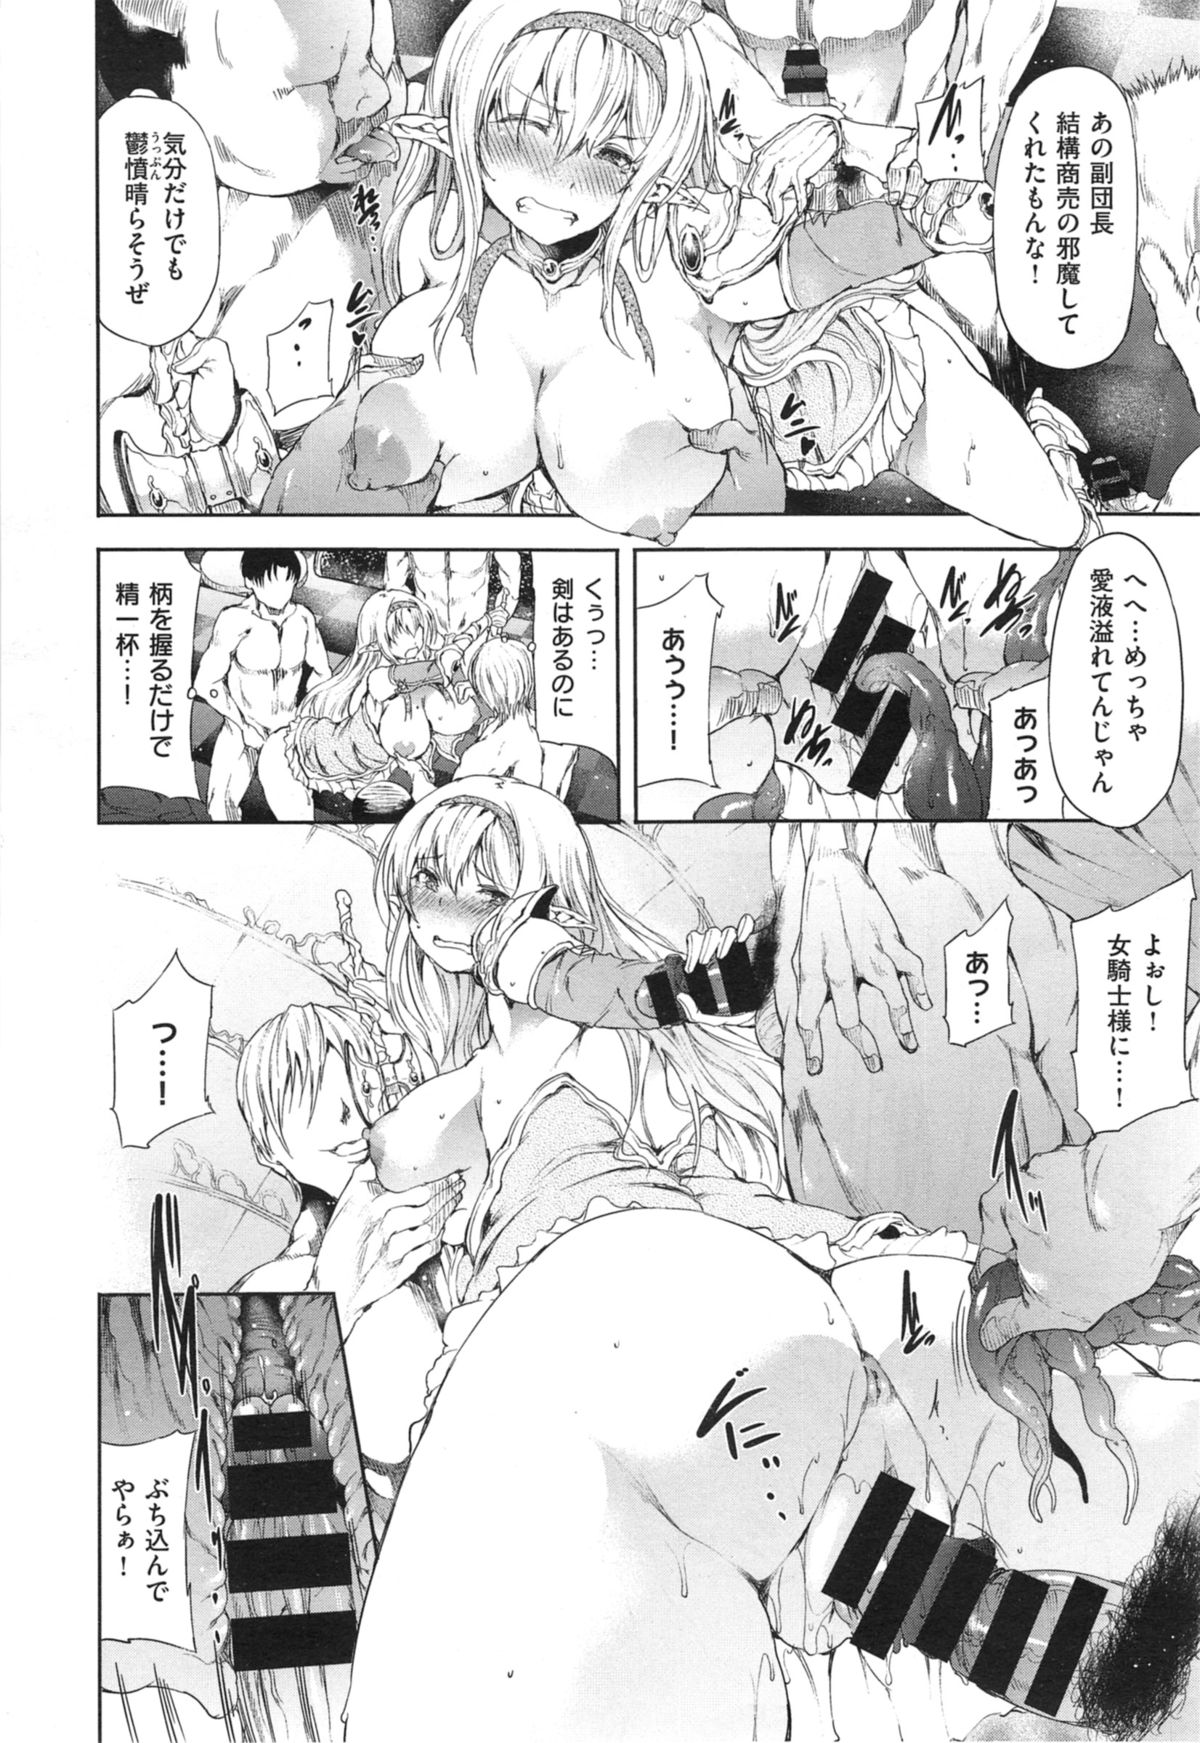 あの副団長
結構商売の邪魔して
くれたもんな!
気分だけでも
鬱憤晴らそうぜ
うっぷん
へへ…めっちゃ
愛液溢れてんじゃん
あっあっ
あぅぅ…!
くぅっ…
剣はあるのに
柄を握るだけで
精一杯…!
よぉし!
女騎士様に…!
あっ…
っ…!
ぶち込んで
やらぁ!